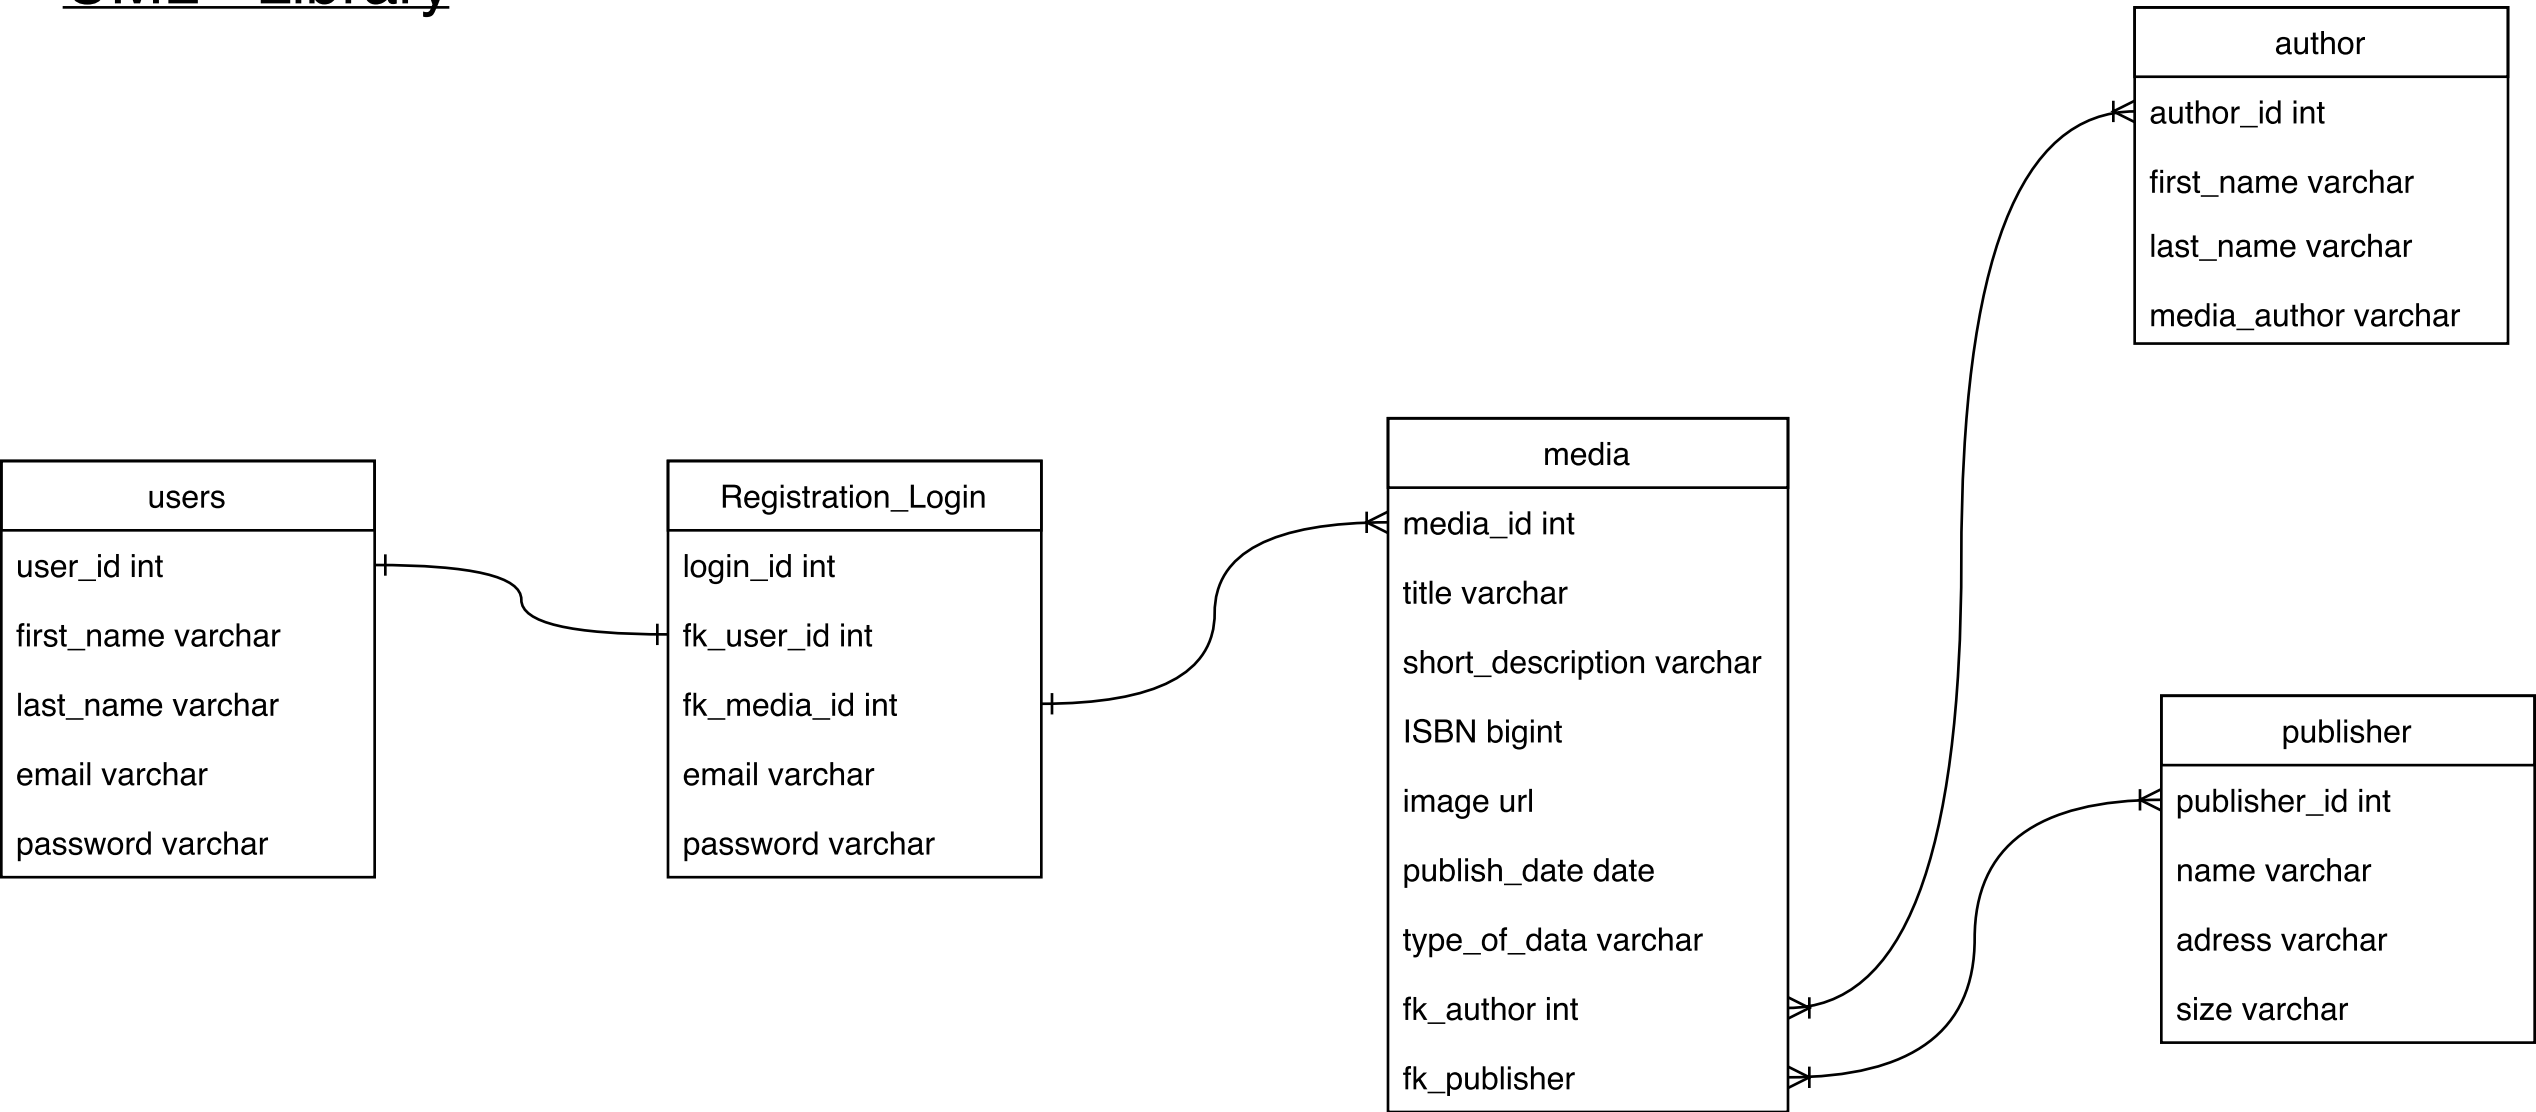 Library
author
author_id int
first_name varchar
last_name varchar
media_author varchar
users
user_id int
first_name varchar
last_name varchar
email varchar
password varchar
Registration_Login
login_id int
fk_user_id int
fk_media_id int
email varchar
password varchar
media
media_id int
title varchar
short_description varchar
ISBN bigint
image url
publish_date date
type_of_data varchar
fk_author int
fk_publisher
publisher
publisher_id int
name varchar
adress varchar
size varchar